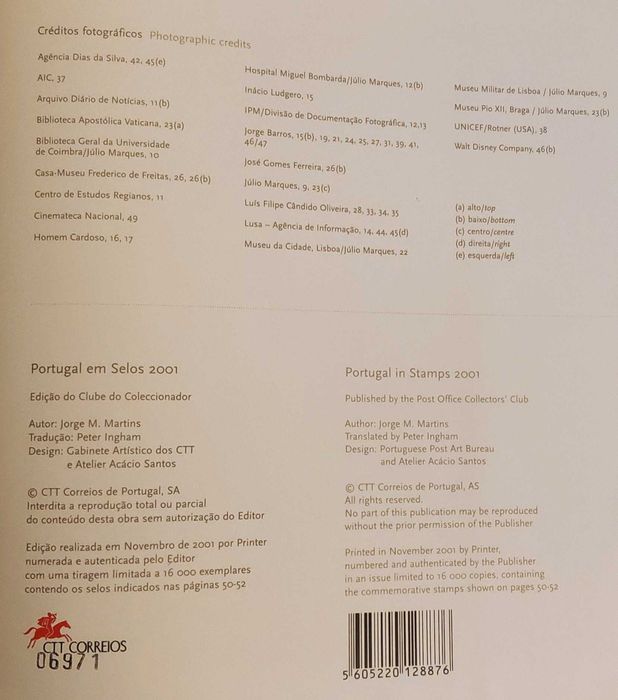 Créditos fotográficos Photographic credits
Agência Dias da Silva, 42, 45(e)
AIC, 37
Arquivo Diário de Notícias, 11(b)
Biblioteca Apostólica Vaticana, 23(a)
Biblioteca Geral da Universidade
de Coimbra/Júlio Marques, 10
Casa-Museu Frederico de Freitas, 26, 26(b)
Centro de Estudos Regianos, 11
Cinemateca Nacional, 49
Homem Cardoso, 16, 17
Hospital Miguel Bombarda/Júlio Marques, 12(b)
Inácio Ludgero, 15
IPM/Divisão de Documentação Fotográfica, 12,13
Jorge Barros, 15(b), 19, 21, 24, 25, 27, 31, 39, 41,
46/47
José Gomes Ferreira, 26(b)
Júlio Marques, 9, 23(c)
Luís Filipe Cândido Oliveira, 28, 33, 34, 35
Lusa – Agência de Informação, 14, 44, 45(d)
Museu da Cidade, Lisboa/Júlio Marques, 22
Museu Militar de Lisboa / Júlio Marques, 9
Museu Pio XII, Braga / Júlio Marques, 23(b)
UNICEF/Rotner (USA), 38
Walt Disney Company, 46(b)
(a) alto/top
(b) baixo/bottom
(c) centro/centre
(d) direita/right
(e) esquerda/left
Portugal em Selos 2001
Edição do Clube do Coleccionador
Autor: Jorge M. Martins
Tradução: Peter Ingham
Design: Gabinete Artístico dos CTT
e Atelier Acácio Santos
© CTT Correios de Portugal, SA
Interdita a reprodução total ou parcial
do conteúdo desta obra sem autorização do Editor
Edição realizada em Novembro de 2001 por Printer
numerada e autenticada pelo Editor
com uma tiragem limitada a 16 000 exemplares
contendo os selos indicados nas páginas 50-52
CTT CORREIOS
06971
Portugal in Stamps 2001
Published by the Post Office Collectors' Club
Author: Jorge M. Martins
Translated by Peter Ingham
Design: Portuguese Post Art Bureau
and Atelier Acácio Santos
© CTT Correios de Portugal, AS
All rights reserved.
No part of this publication may be reproduced
without the prior permission of the Publisher
Printed in November 2001 by Printer,
numbered and authenticated by the Publisher
in an issue limited to 16 000 copies, containing
the commemorative stamps shown on pages 50-52
5 605220 128876